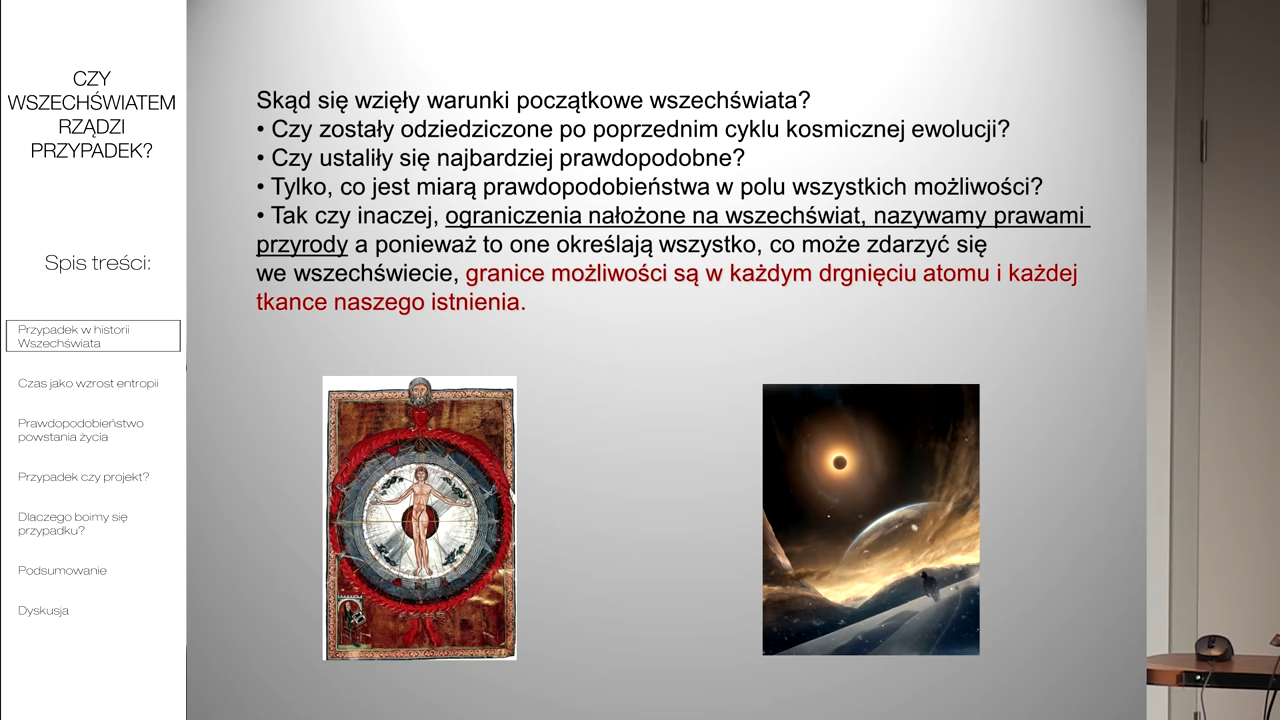 CZY
WSZECHŚWIATEM
RZĄDZI
PRZYPADEK?
Spis treści:
Przypadek w historii
Wszechświata
Czas jako wzrost entropii
Prawdopodobieństwo
powstania życia
Przypadek czy projekt?
Dlaczego boimy się
przypadku?
Podsumowanie
Dyskusja
Skąd się wzięły warunki początkowe wszechświata?
• Czy zostały odziedziczone po poprzednim cyklu kosmicznej ewolucji?
• Czy ustaliły się najbardziej prawdopodobne?
• Tylko, co jest miarą prawdopodobieństwa w polu wszystkich możliwości?
• Tak czy inaczej, ograniczenia nałożone na wszechświat, nazywamy prawami
przyrody a ponieważ to one określają wszystko, co może zdarzyć się
we wszechświecie, granice możliwości są w każdym drgnięciu atomu i każdej
tkance naszego istnienia.